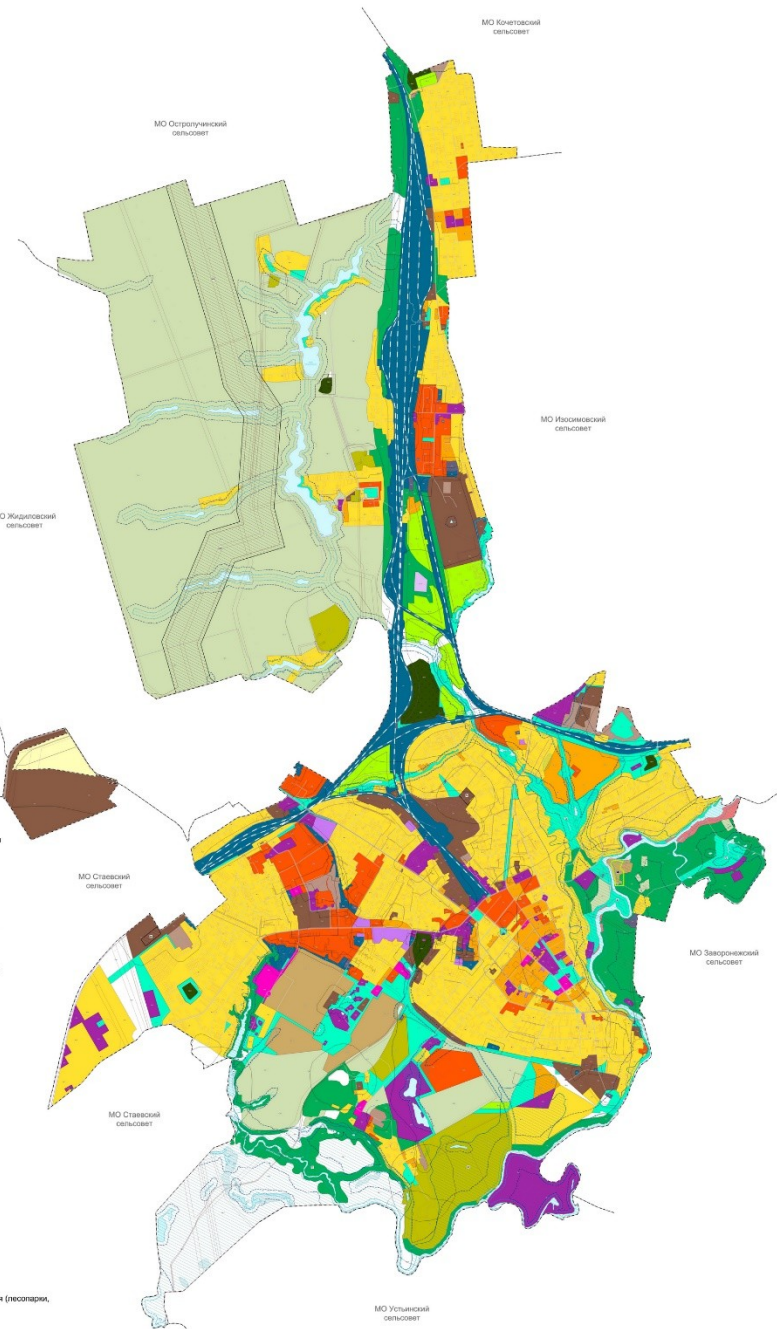 МО Кочетовский
сельсовет
МО Остролучинский
сельсовет
МО Изосимовский
сельсовет
О Жидиловский
сельсовет
МО Стаевский
сельсовет
МО Заворонежский
сельсовет
МО Стаевский
сельсовет
я (лесопарки,
МО Устьинский
сельсовет